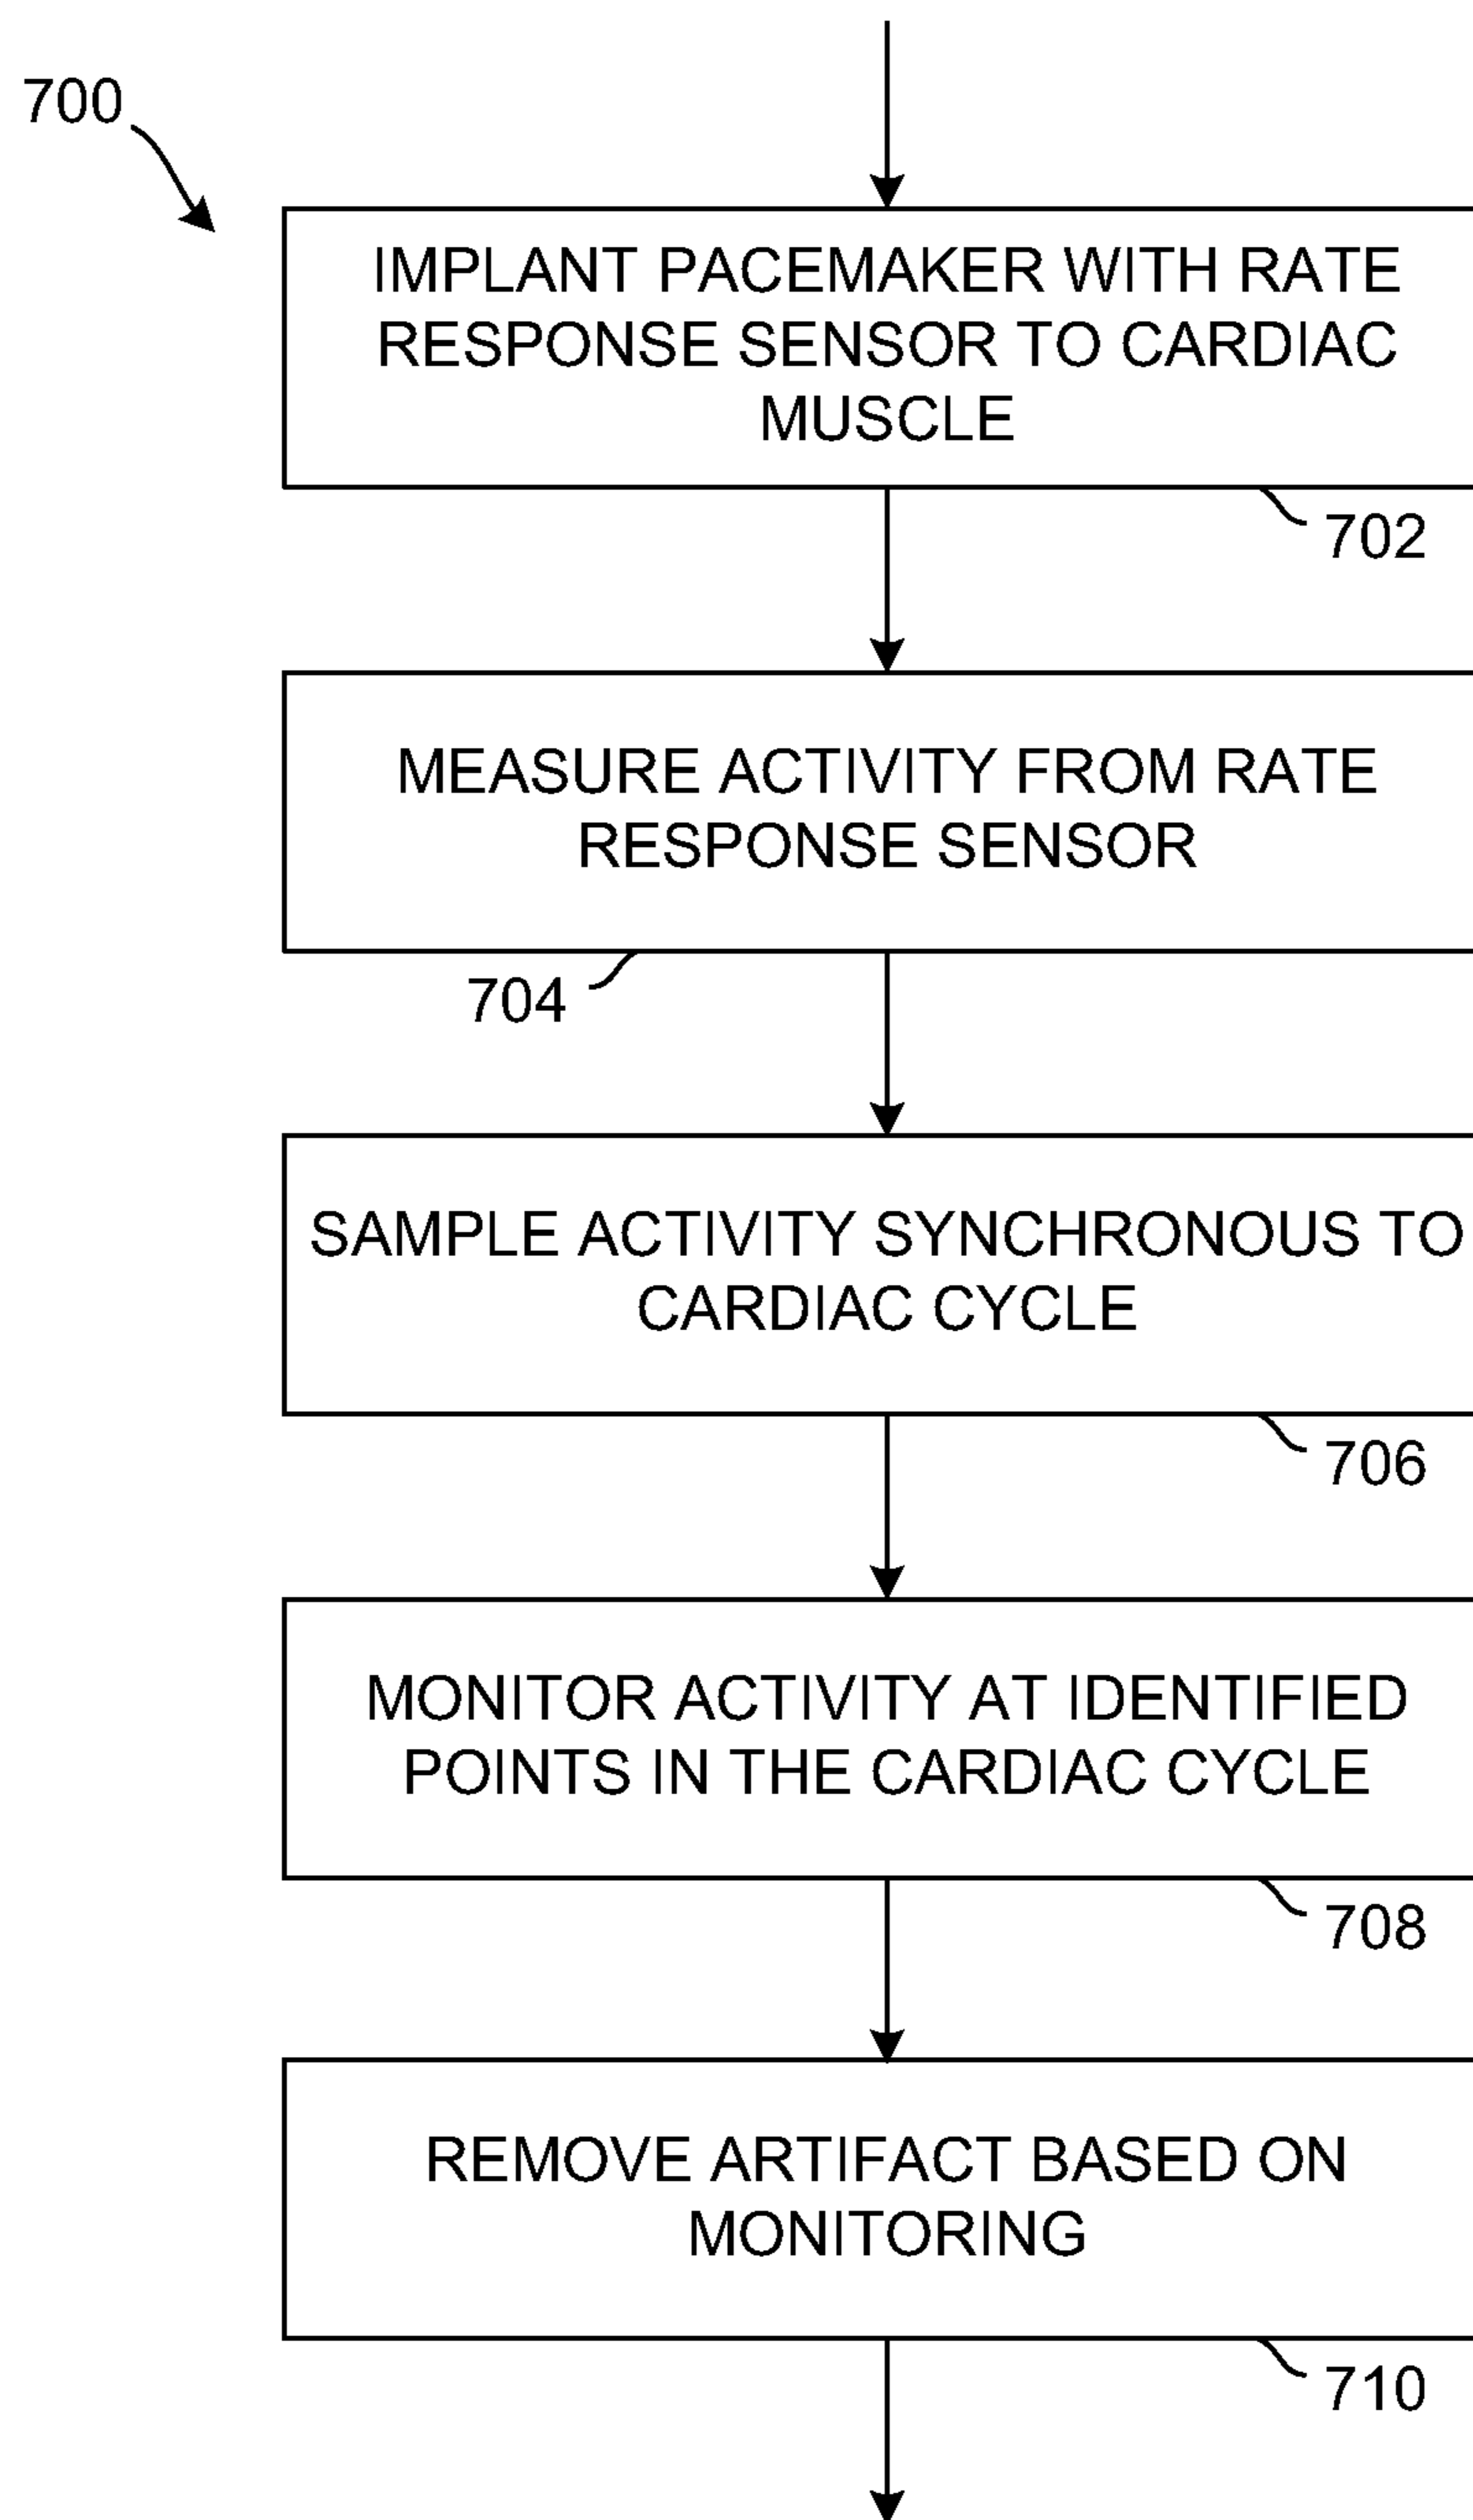 700
IMPLANT PACEMAKER WITH RATE
RESPONSE SENSOR TO CARDIAC
MUSCLE
702
MEASURE ACTIVITY FROM RATE
RESPONSE SENSOR
704
SAMPLE ACTIVITY SYNCHRONOUS TO
CARDIAC CYCLE
706
MONITOR ACTIVITY AT IDENTIFIED
POINTS IN THE CARDIAC CYCLE
708
REMOVE ARTIFACT BASED ON
MONITORING
710